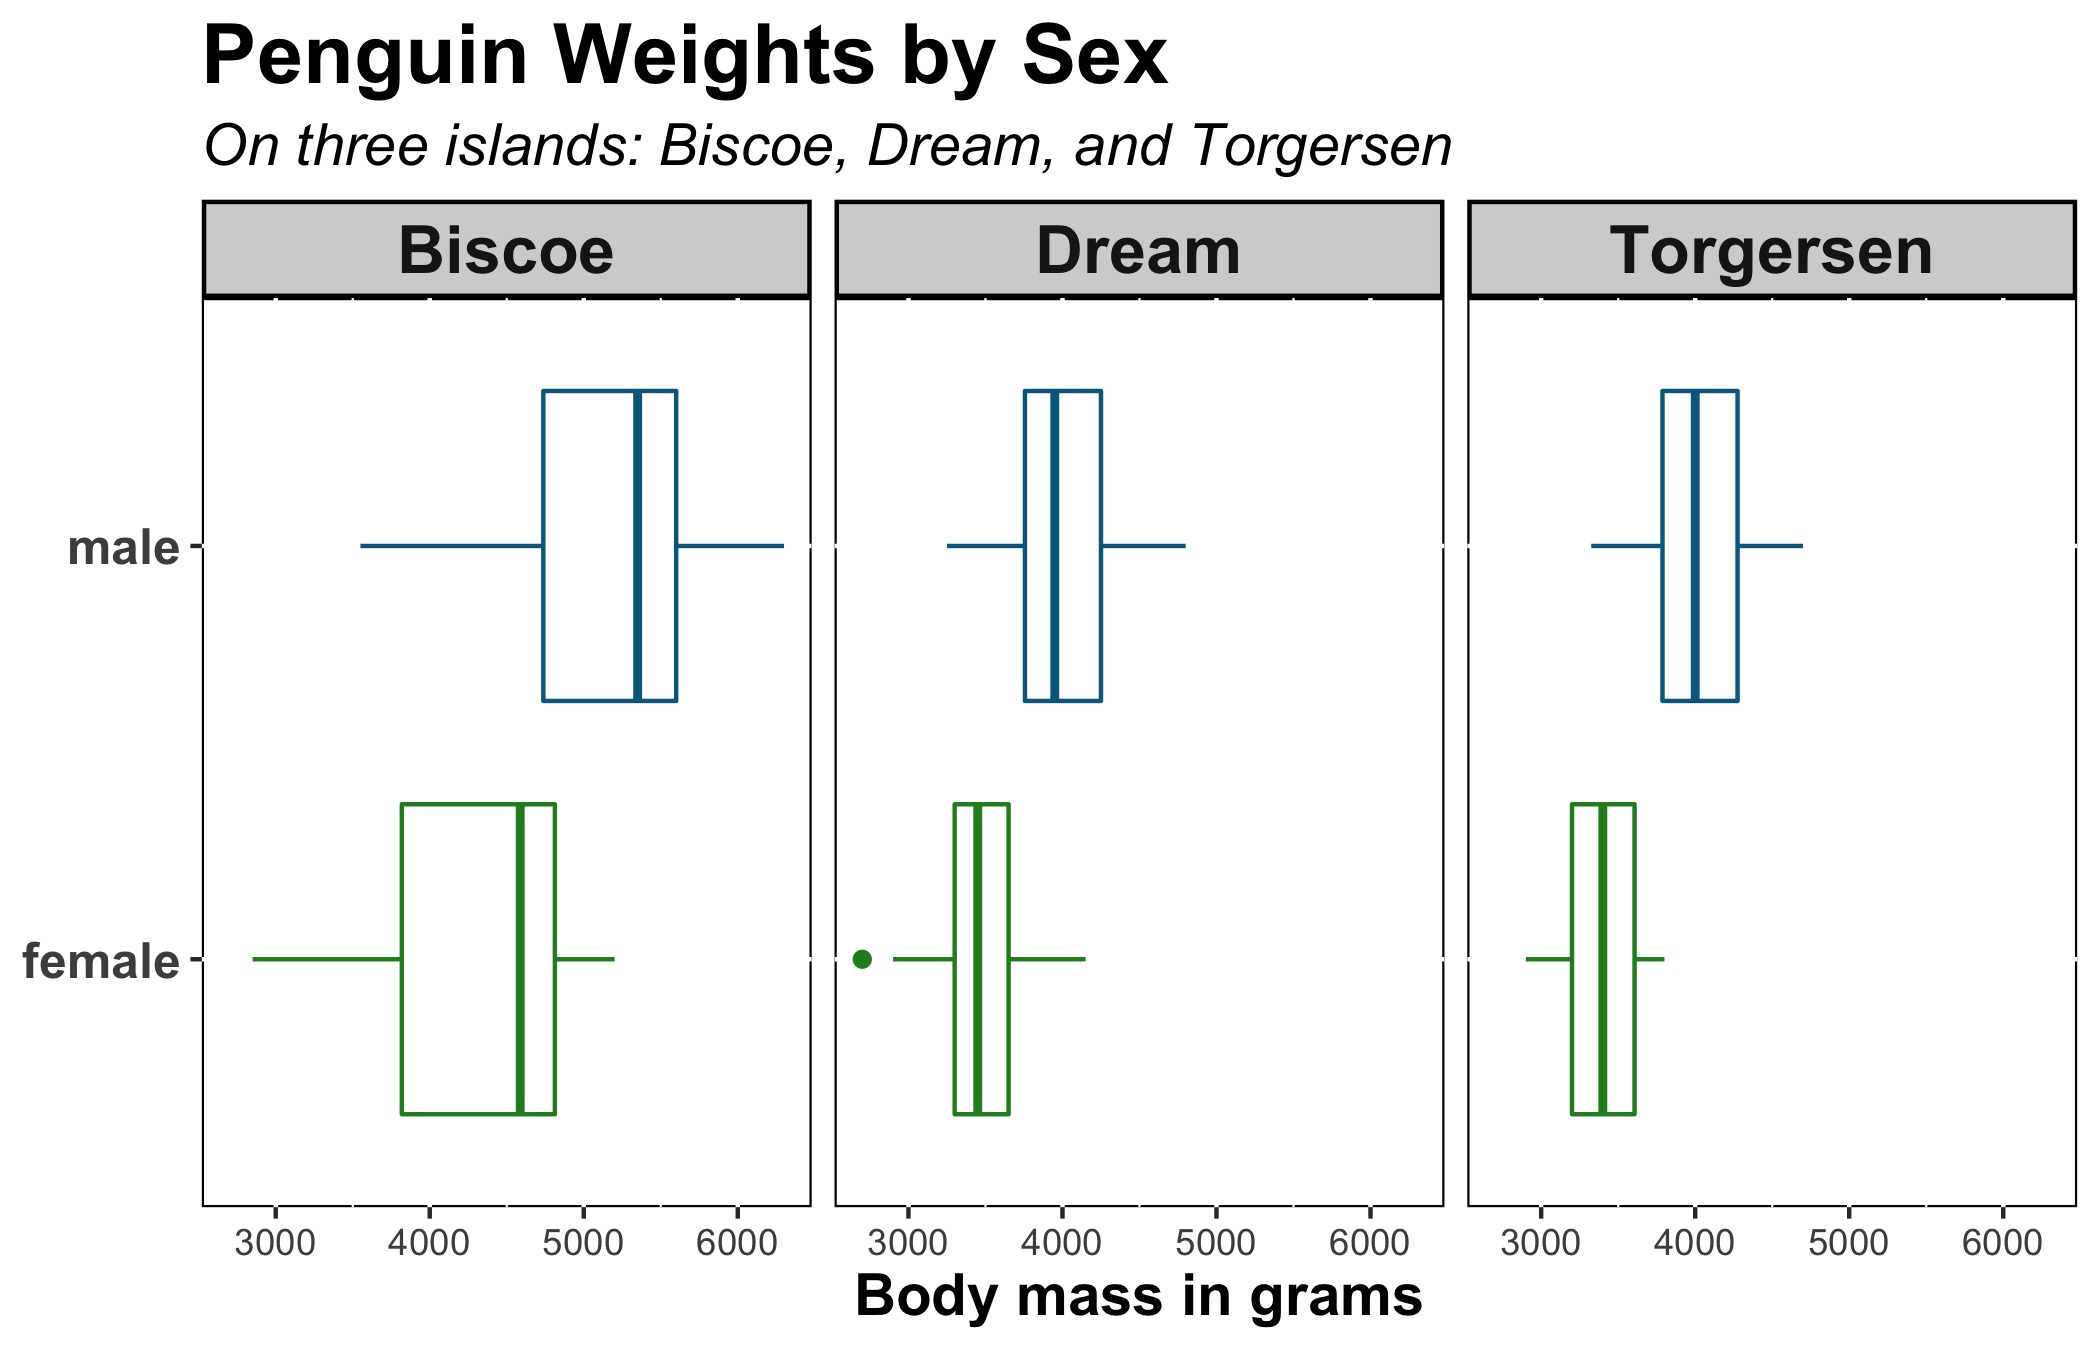 Penguin Weights by Sex
On three islands: Biscoe, Dream, and Torgersen
Biscoe
Dream
Torgersen
male
female
3000 4000 5000 6000
3000 4000 5000 6000
3000 4000 5000 6000
Body mass in grams